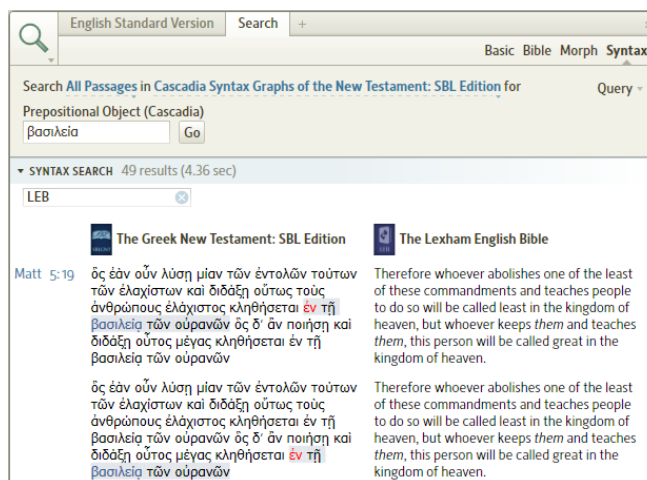 English Standard Version Search +
Basic Bible Morph Syntax
Search All Passages in Cascadia Syntax Graphs of the New Testament: SBL Edition for Query
Prepositional Object (Cascadia)
βασιλεία Go
SYNTAX SEARCH 49 results (4.36 sec)
LEB
The Greek New Testament: SBL Edition
Matt 5:19 ὃς ἐὰν οὖν λύσῃ μίαν τῶν ἐντολῶν τούτων
τῶν ἐλαχίστων καὶ διδάξῃ οὕτως τοὺς
ἀνθρώπους ἐλάχιστος κληθήσεται ἐν τῇ
βασιλείᾳ τῶν οὐρανῶν ὃς δ’ ἂν ποιήσῃ καὶ
διδάξῃ οὗτος μέγας κληθήσεται ἐν τῇ
βασιλείᾳ τῶν οὐρανῶν
ὃς ἐὰν οὖν λύσῃ μίαν τῶν ἐντολῶν τούτων
τῶν ἐλαχίστων καὶ διδάξῃ οὕτως τοὺς
ἀνθρώπους ἐλάχιστος κληθήσεται ἐν τῇ
βασιλείᾳ τῶν οὐρανῶν ὃς δ’ ἂν ποιήσῃ καὶ
διδάξῃ οὗτος μέγας κληθήσεται ἐν τῇ
βασιλείᾳ τῶν οὐρανῶν
The Lexham English Bible
Therefore whoever abolishes one of the least
of these commandments and teaches people
to do so will be called least in the kingdom of
heaven, but whoever keeps them and teaches
them, this person will be called great in the
kingdom of heaven.
Therefore whoever abolishes one of the least
of these commandments and teaches people
to do so will be called least in the kingdom of
heaven, but whoever keeps them and teaches
them, this person will be called great in the
kingdom of heaven.